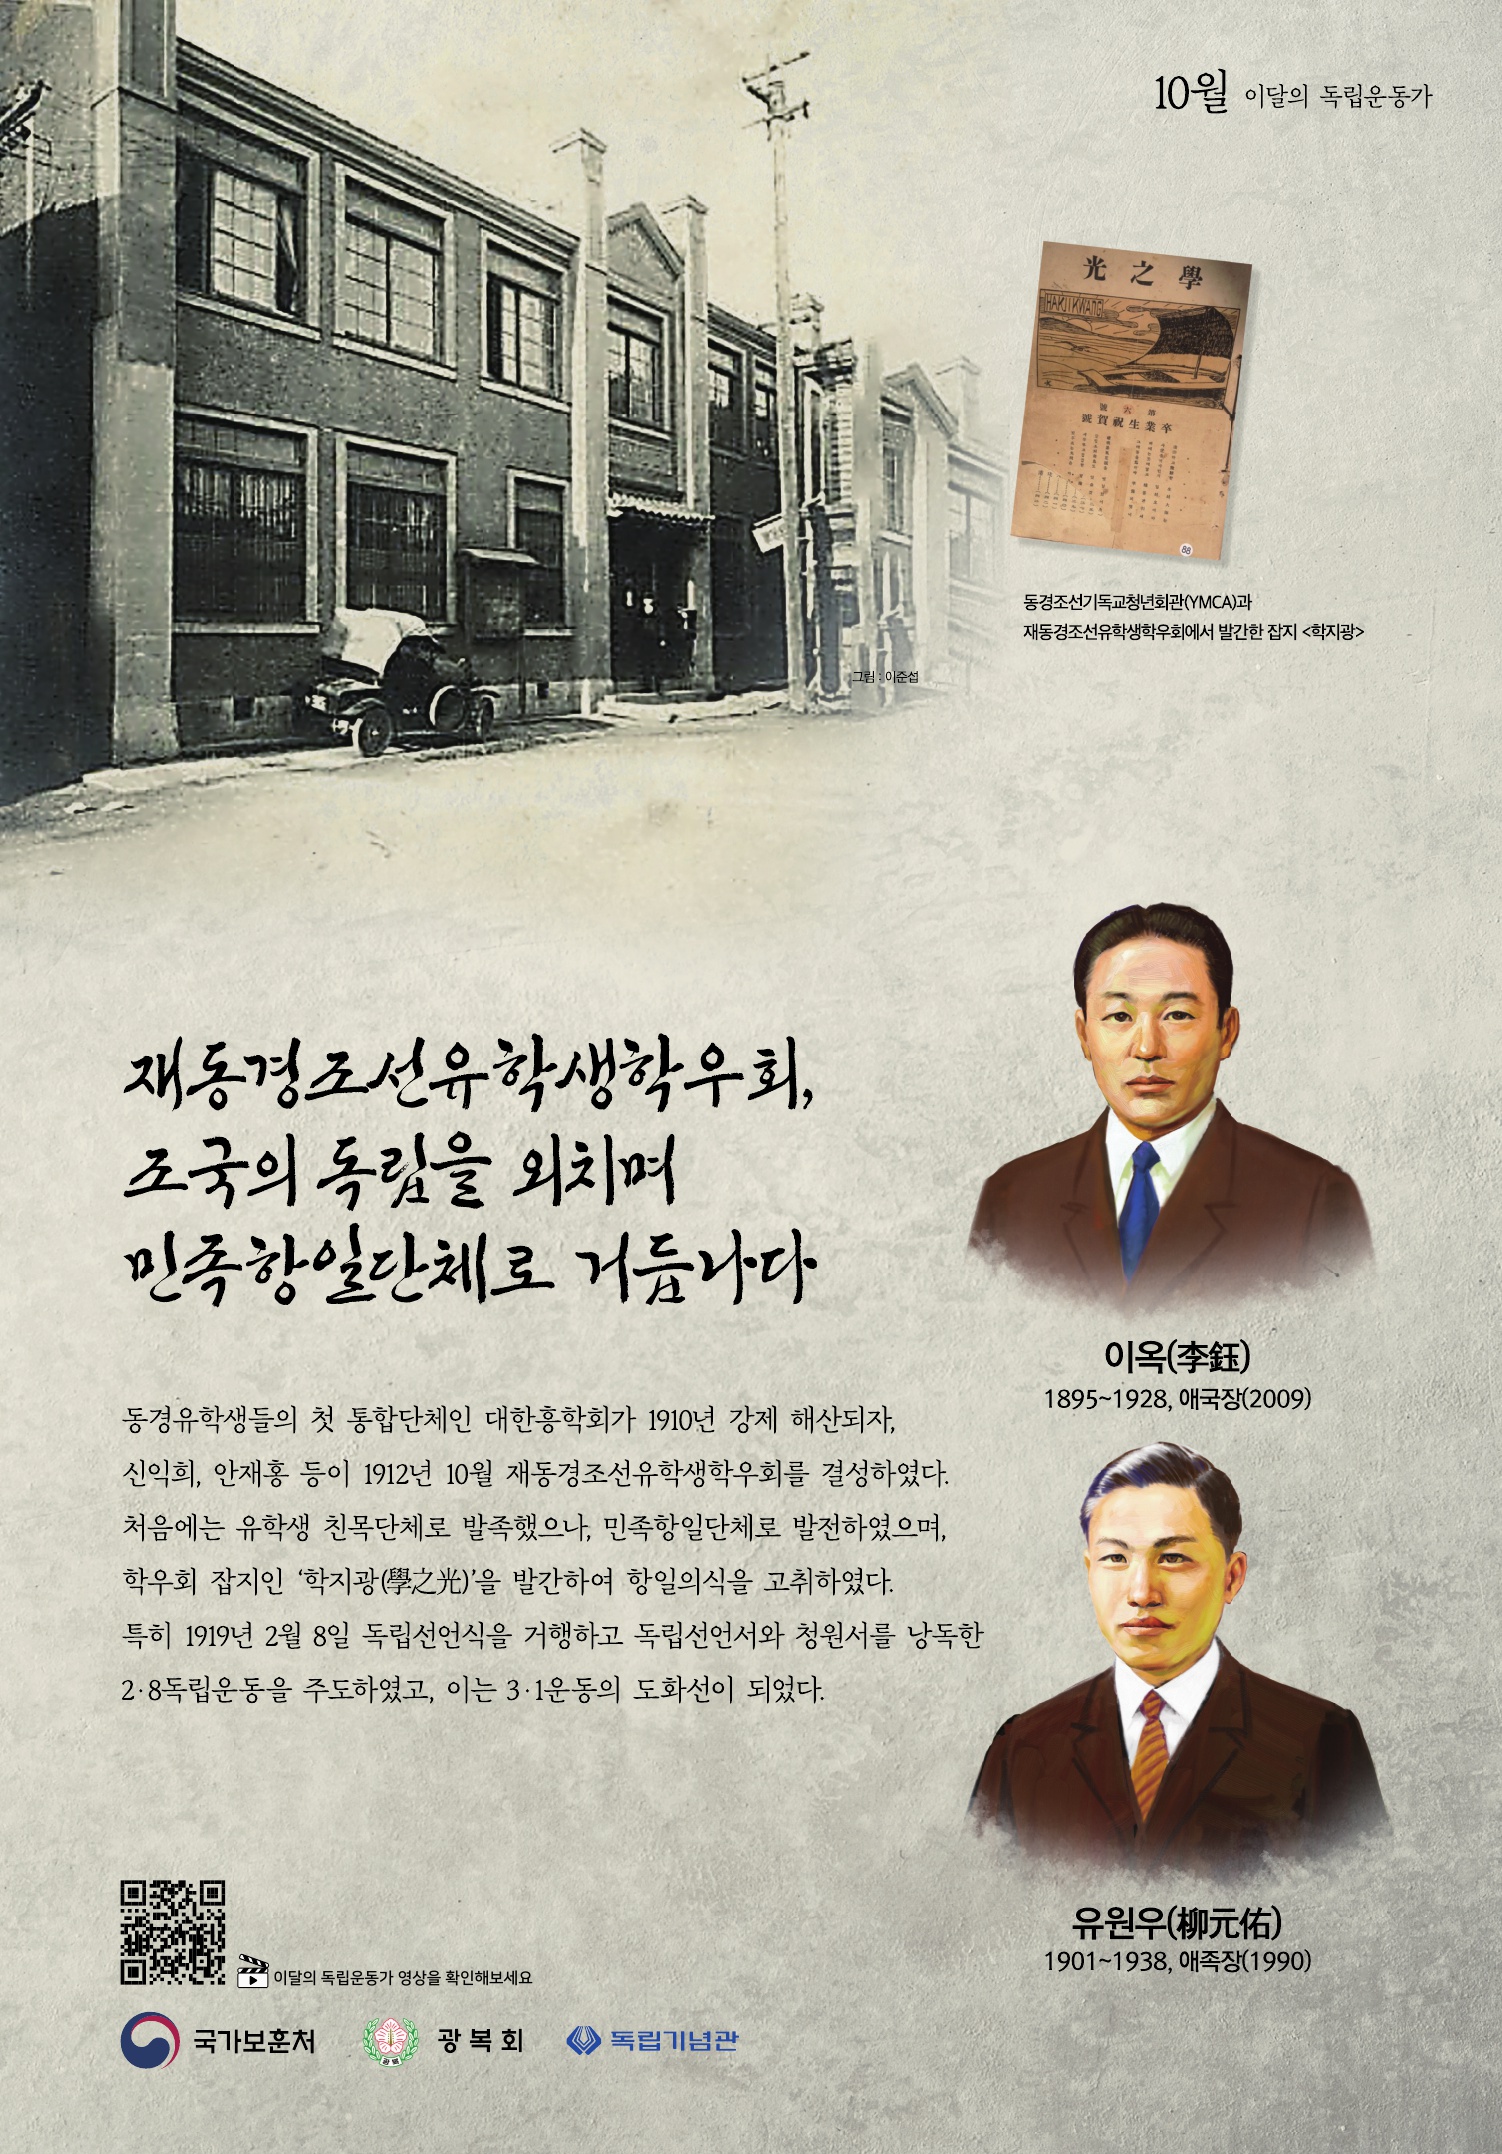 10월 이달의 독립운동가
光之學
HAKJI KWANG
第六號
卒業生祝賀號
88
동경조선기독교청년회관(YMCA)과
재동경조선유학생학우회에서 발간한 잡지 <학지광>
그림 : 이준섭
재동경조선유학생학우회,
조국의 독립을 외치며
민족항일단체로 거듭나다
동경유학생들의 첫 통합단체인 대한흥학회가 1910년 강제 해산되자,
신익희, 안재홍 등이 1912년 10월 재동경조선유학생학우회를 결성하였다.
처음에는 유학생 친목단체로 발족했으나, 민족항일단체로 발전하였으며,
학우회 잡지인 ‘학지광(學之光)’을 발간하여 항일의식을 고취하였다.
특히 1919년 2월 8일 독립선언식을 거행하고 독립선언서와 청원서를 낭독한
2·8독립운동을 주도하였고, 이는 3·1운동의 도화선이 되었다.
이옥(李鈺)
1895~1928, 애국장(2009)
유원우(柳元佑)
1901~1938, 애족장(1990)
이달의 독립운동가 영상을 확인해보세요
국가보훈처
광복회
독립기념관